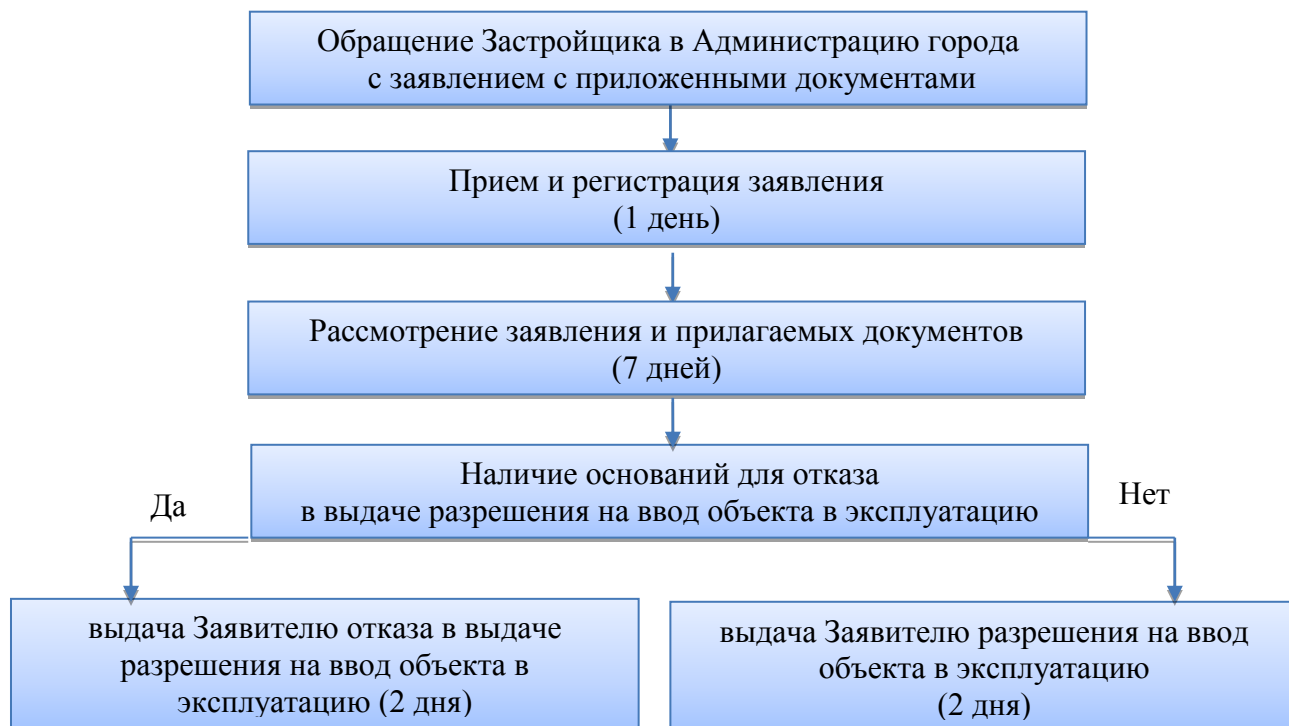 Обращение Застройщика в Администрацию города
с заявлением с приложенными документами
Прием и регистрация заявления
(1 день)
Рассмотрение заявления и прилагаемых документов
(7 дней)
Наличие оснований для отказа
в выдаче разрешения на ввод объекта в эксплуатацию
Да
Нет
выдача Заявителю отказа в выдаче
разрешения на ввод объекта в
эксплуатацию (2 дня)
выдача Заявителю разрешения на ввод
объекта в эксплуатацию
(2 дня)